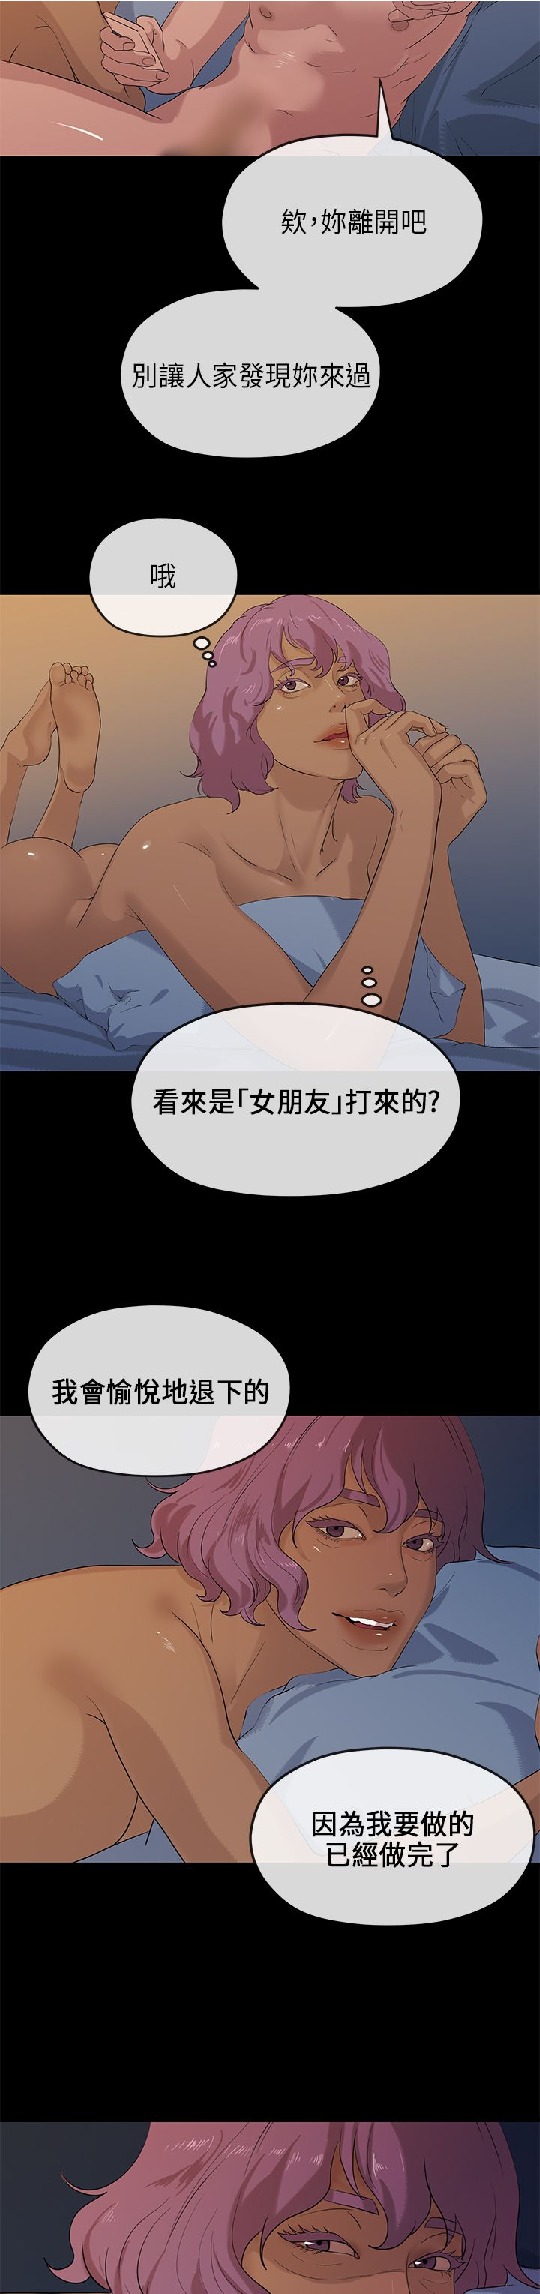 欸，妳離開吧
別讓人家發現妳來過
哦
看來是「女朋友」打來的?
我會愉悅地退下的
因為我要做的
已經做完了